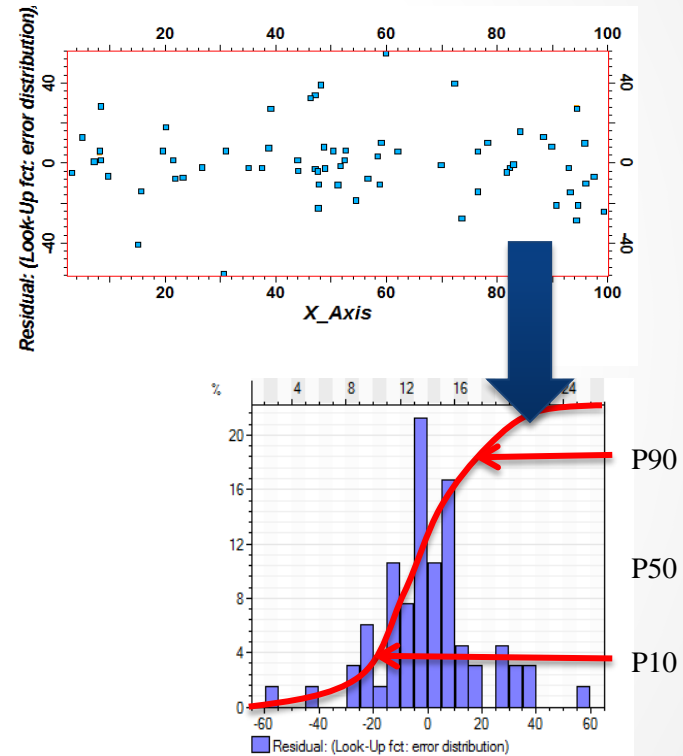 20 40 60 80 100
Residual: (Look-Up fct: error distribution)
40 0 40
40 0 40
20 40 60 80 100
X_Axis
% 4 8 12 16 24
20
16
12
8
4
0
P90
P50
P10
-60 -40 -20 0 20 40 60
Residual: (Look-Up fct: error distribution)